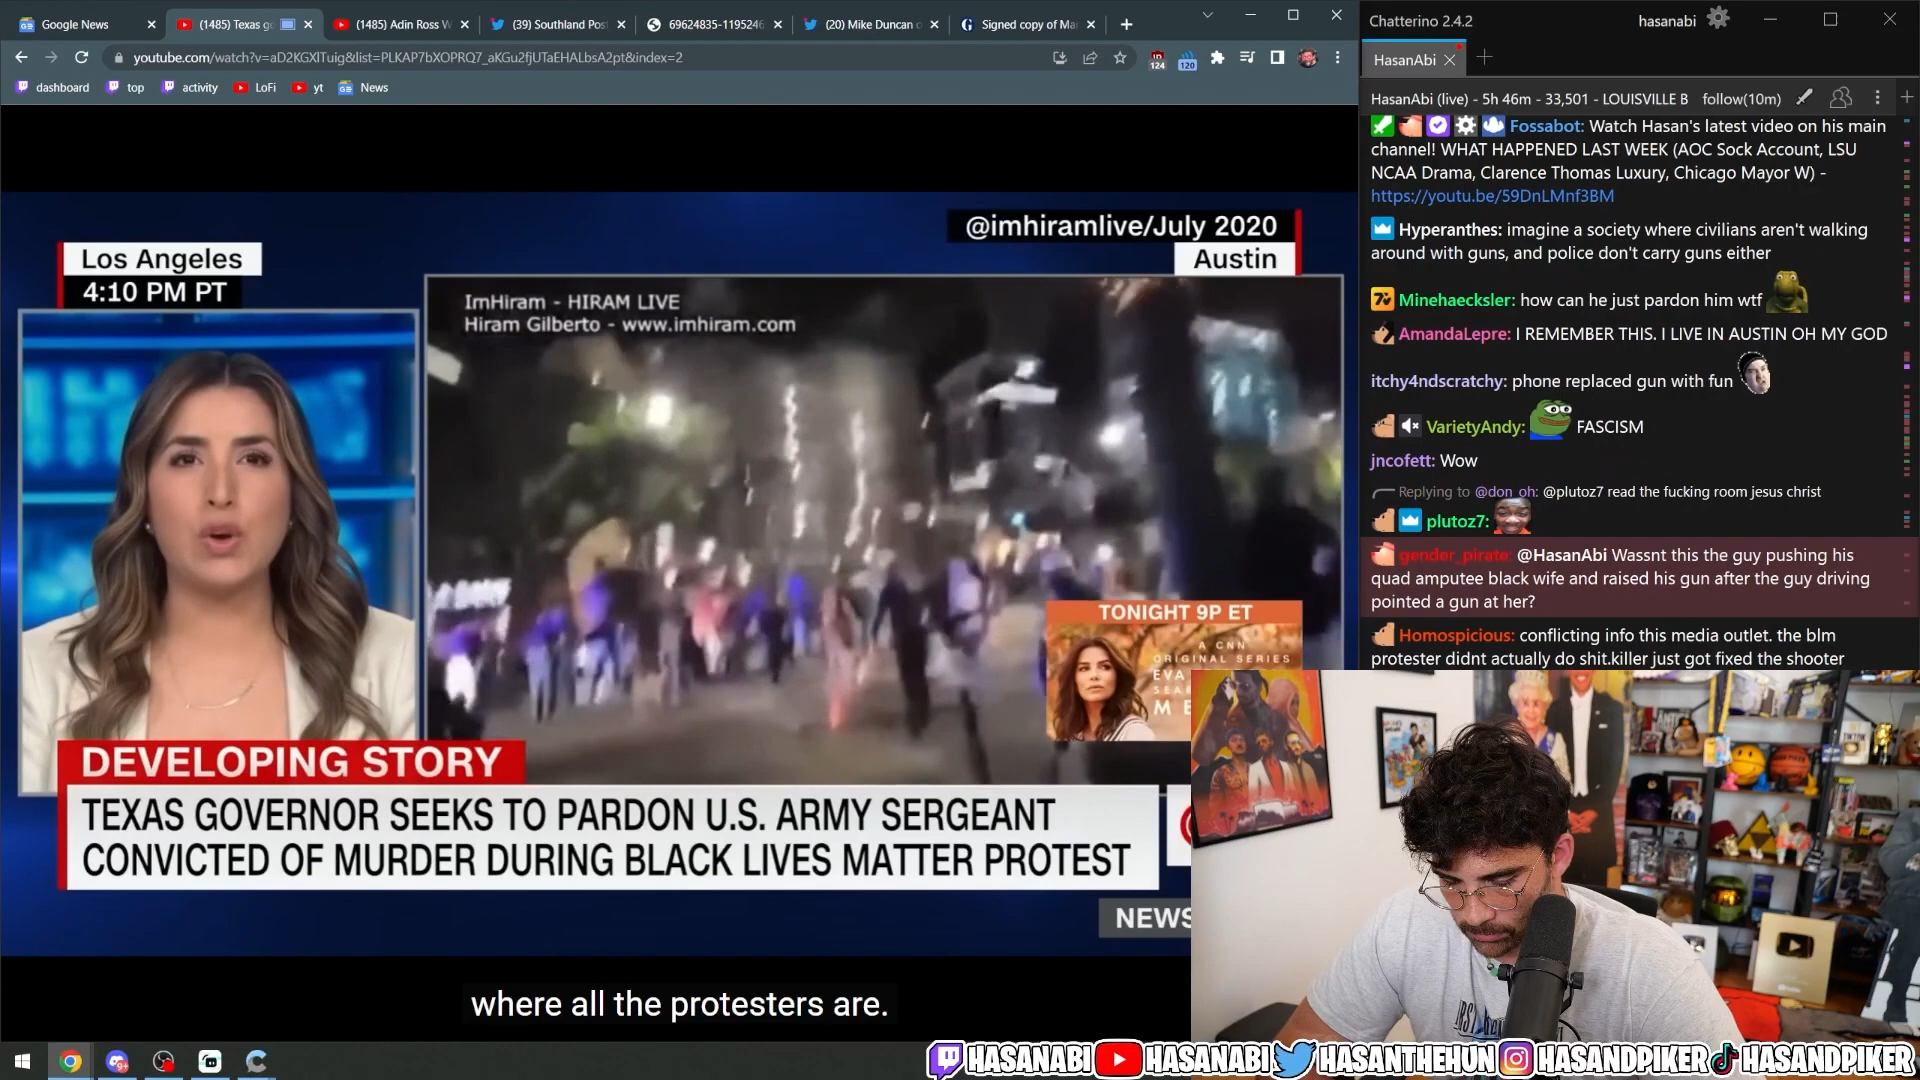 Google News
(1485) Texas go
(1485) Adin Ross W
(39) Southland Pos
69624835-1195246
(20) Mike Duncan o
Signed copy of Ma
youtube.com/watch?v=aD2KGXlTuig&list=PLKAP7bXOPRQ7_aKGu2fjUTaEHALbsA2pt&index=2
124
120
dashboard
top
activity
LoFi
yt
News
@imhiramlive/July 2020
Los Angeles
Austin
4:10 PM PT
ImHiram - HIRAM LIVE
Hiram Gilberto - www.imhiram.com
TONIGHT 9P ET
A CNN
ORIGINAL SERIES
EVA
DEVELOPING STORY
TEXAS GOVERNOR SEEKS TO PARDON U.S. ARMY SERGEANT
CONVICTED OF MURDER DURING BLACK LIVES MATTER PROTEST
NEWS
where all the protesters are.
Chatterino 2.4.2
hasanabi
HasanAbi
HasanAbi (live) - 5h 46m - 33,501 - LOUISVILLE B
follow(10m)
Fossabot: Watch Hasan's latest video on his main
channel! WHAT HAPPENED LAST WEEK (AOC Sock Account, LSU
NCAA Drama, Clarence Thomas Luxury, Chicago Mayor W) -
https://youtu.be/59DnLMnf3BM
Hyperanthes: imagine a society where civilians aren't walking
around with guns, and police don't carry guns either
Minehaecksler: how can he just pardon him wtf
AmandaLepre: I REMEMBER THIS. I LIVE IN AUSTIN OH MY GOD
itchy4ndscratchy: phone replaced gun with fun
VarietyAndy: FASCISM
jncofett: Wow
Replying to @don_oh: @plutoz7 read the fucking room jesus christ
plutoz7:
gender_pirate: @HasanAbi Wassnt this the guy pushing his
quad amputee black wife and raised his gun after the guy driving
pointed a gun at her?
Homospicious: conflicting info this media outlet. the blm
protester didnt actually do shit.killer just got fixed the shooter
HASANABI HASANABI HASANTHEHUN HASANDPIKER HASANDPIKER